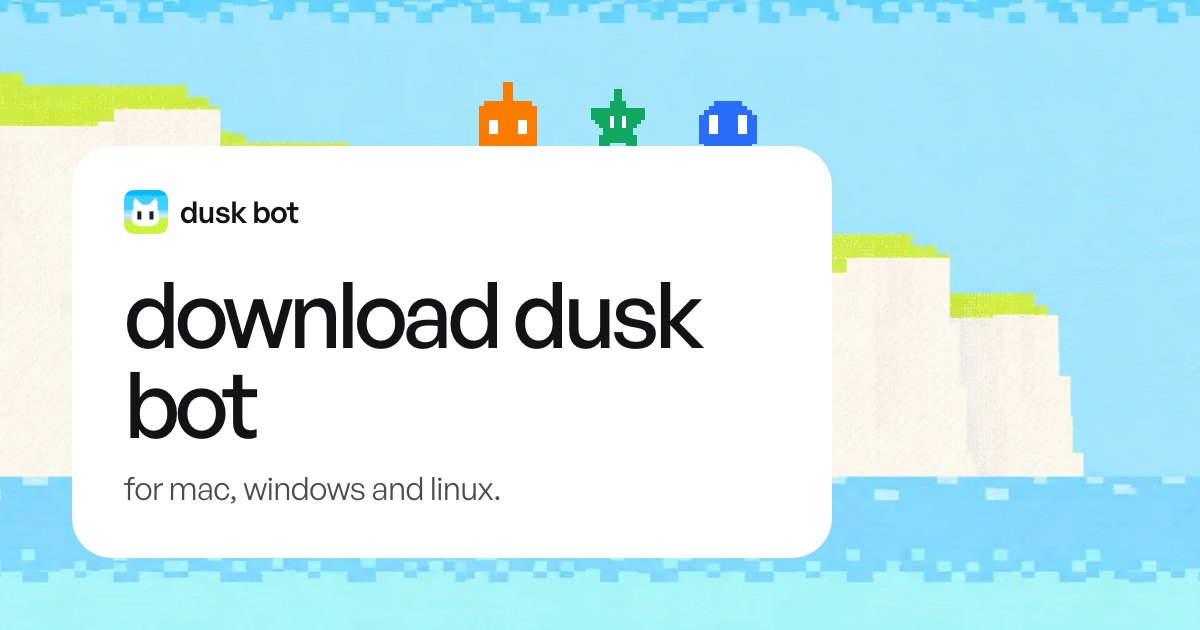 dusk bot
download dusk
bot
for mac, windows and linux.